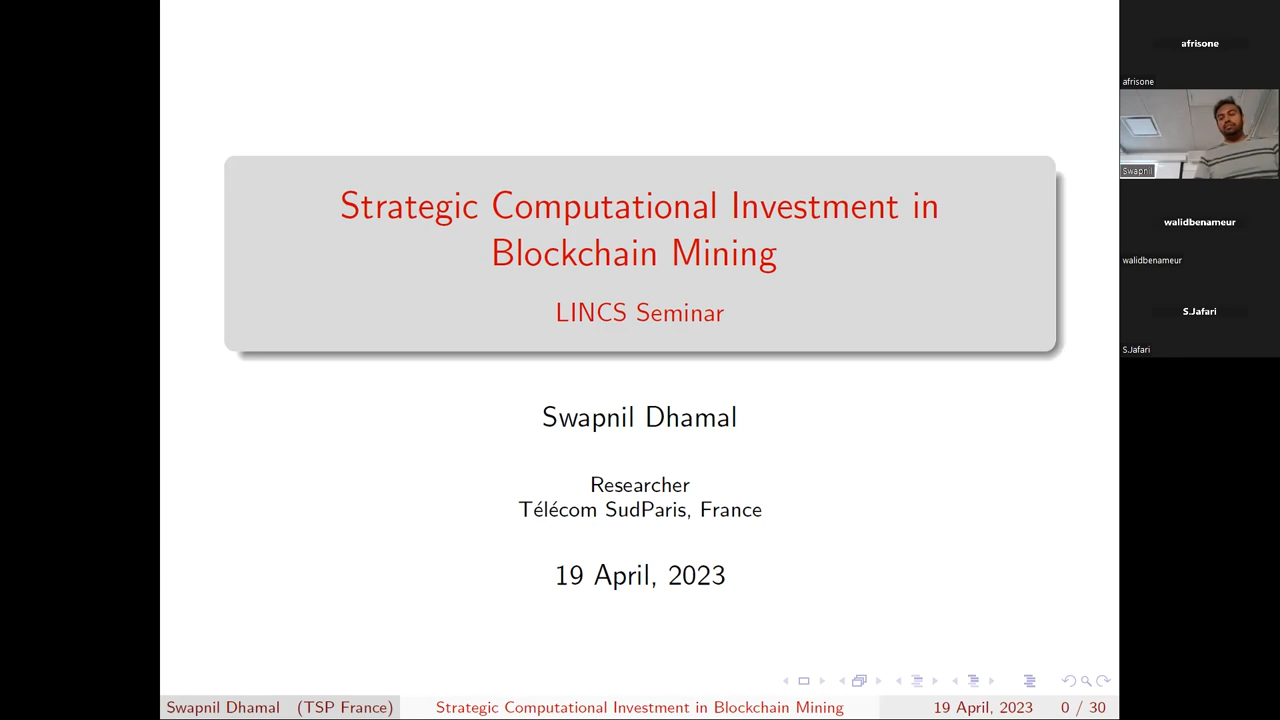 Strategic Computational Investment in
Blockchain Mining
LINCS Seminar
Swapnil Dhamal
Researcher
Télécom SudParis, France
19 April, 2023
Swapnil Dhamal (TSP France) Strategic Computational Investment in Blockchain Mining 19 April, 2023 0 / 30
afrisone
afrisone
Swapnil
walidbenameur
walidbenameur
S.Jafari
S.Jafari